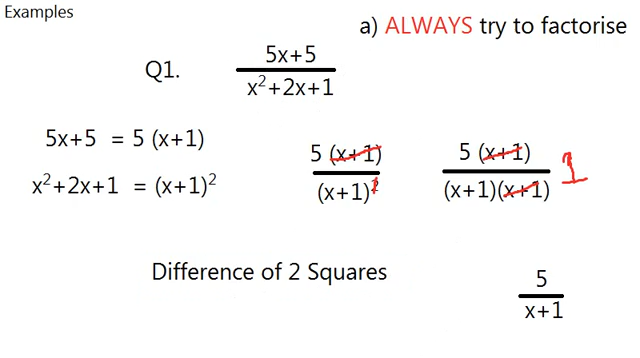 Examples
a) ALWAYS try to factorise
Q1.
5x+5
x²+2x+1
5x+5 = 5 (x+1)
x²+2x+1 = (x+1)²
5 (x+1)
(x+1)²
5 (x+1)
(x+1)(x+1)
1
Difference of 2 Squares
5
x+1